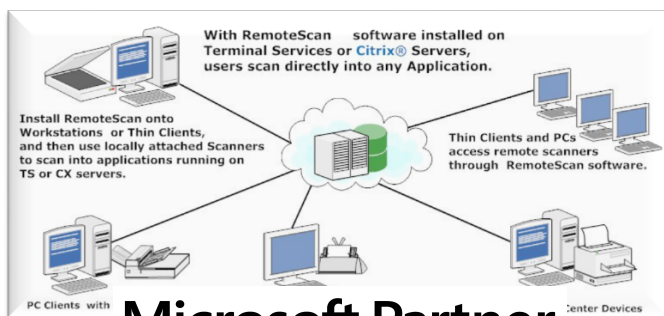 With RemoteScan software installed on
Terminal Services or Citrix® Servers,
users scan directly into any Application.
Install RemoteScan onto
Workstations or Thin Clients,
and then use locally attached Scanners
to scan into applications running on
TS or CX servers.
Thin Clients and PCs
access remote scanners
through RemoteScan software.
PC Clients with
Center Devices
Microsoft Partner